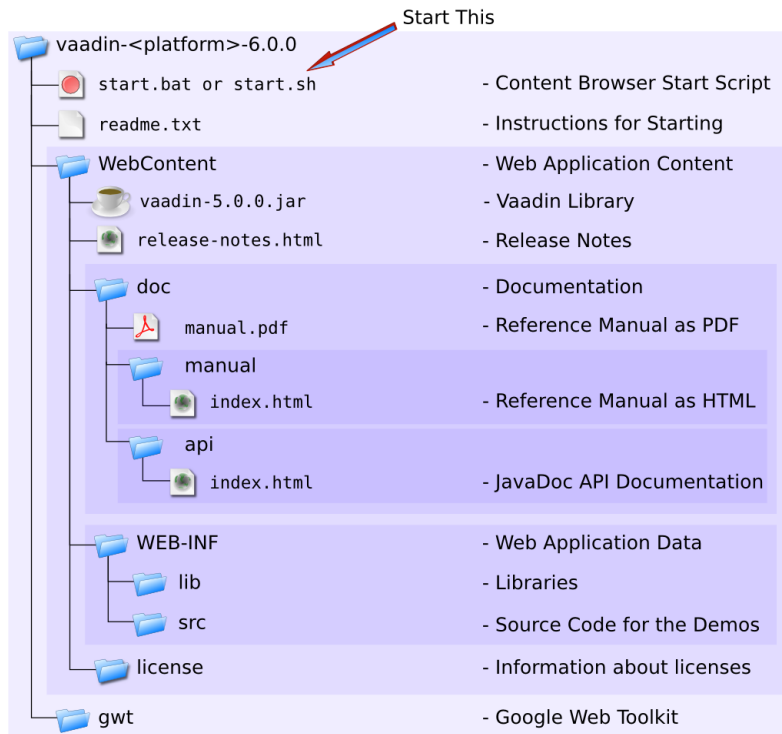 Start This
vaadin-<platform>-6.0.0
start.bat or start.sh - Content Browser Start Script
readme.txt - Instructions for Starting
WebContent - Web Application Content
vaadin-5.0.0.jar - Vaadin Library
release-notes.html - Release Notes
doc - Documentation
manual.pdf - Reference Manual as PDF
manual
index.html - Reference Manual as HTML
api
index.html - JavaDoc API Documentation
WEB-INF - Web Application Data
lib - Libraries
src - Source Code for the Demos
license - Information about licenses
gwt - Google Web Toolkit